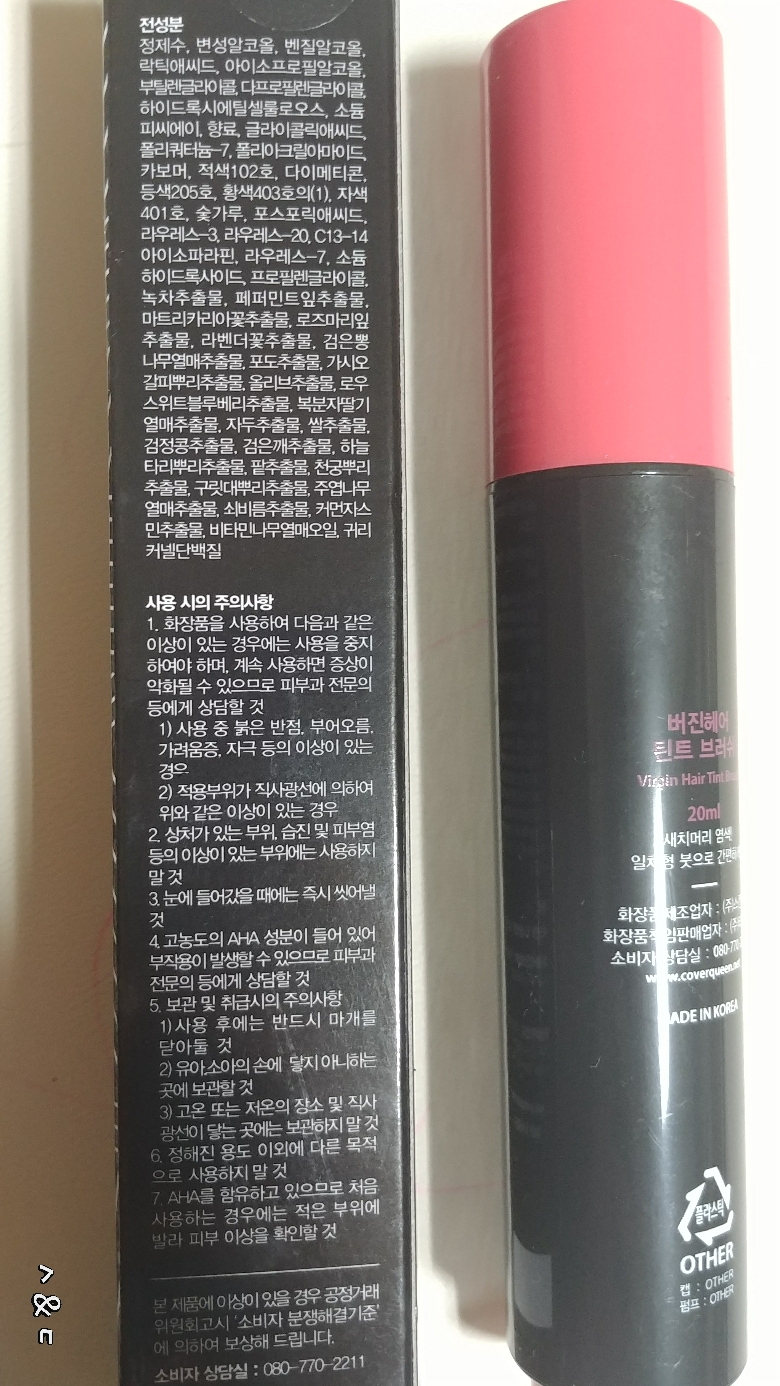 전성분
정제수, 변성알코올, 벤질알코올,
락틱애씨드, 아이소프로필알코올,
부틸렌글라이콜, 다프로필렌글라이콜,
하이드록시에틸셀룰로오스, 소듐
피씨에이, 향료, 글라이콜릭애씨드,
폴리쿼터늄-7, 폴리아크릴아마이드,
카보머, 적색102호, 다이메티콘,
등색205호, 황색403호의(1), 자색
401호, 숯가루, 포스포릭애씨드,
라우레스-3, 라우레스-20, C13-14
아이소파라핀, 라우레스-7, 소듐
하이드록사이드, 프로필렌글라이콜,
녹차추출물, 페퍼민트잎추출물,
마트리카리아꽃추출물, 로즈마리잎
추출물, 라벤더꽃추출물, 검은뽕
나무열매추출물, 포도추출물, 가시오
갈피뿌리추출물, 올리브추출물, 로우
스위트블루베리추출물, 복분자딸기
열매추출물, 자두추출물, 쌀추출물,
검정콩추출물, 검은깨추출물, 하늘
타리뿌리추출물, 팥추출물, 천궁뿌리
추출물, 구릿대뿌리추출물, 주엽나무
열매추출물, 쇠비름추출물, 커먼자스
민추출물, 비타민나무열매오일, 귀리
커넬단백질
사용 시의 주의사항
1. 화장품을 사용하여 다음과 같은
이상이 있는 경우에는 사용을 중지
하여야 하며, 계속 사용하면 증상이
악화될 수 있으므로 피부과 전문의
등에게 상담할 것
1) 사용 중 붉은 반점, 부어오름,
가려움증, 자극 등의 이상이 있는
경우
2) 적용부위가 직사광선에 의하여
위와 같은 이상이 있는 경우
2. 상처가 있는 부위, 습진 및 피부염
등의 이상이 있는 부위에는 사용하지
말 것
3. 눈에 들어갔을 때에는 즉시 씻어낼
것
4. 고농도의 AHA 성분이 들어 있어
부작용이 발생할 수 있으므로 피부과
전문의 등에게 상담할 것
5. 보관 및 취급시의 주의사항
1) 사용 후에는 반드시 마개를
닫아둘 것
2) 유아·소아의 손에 닿지 아니하는
곳에 보관할 것
3) 고온 또는 저온의 장소 및 직사
광선이 닿는 곳에는 보관하지 말 것
6. 정해진 용도 이외에 다른 목적
으로 사용하지 말 것
7. AHA를 함유하고 있으므로 처음
사용하는 경우에는 적은 부위에
발라 피부 이상을 확인할 것
본 제품에 이상이 있을 경우 공정거래
위원회고시 '소비자 분쟁해결기준'
에 의하여 보상해 드립니다.
소비자 상담실 : 080-770-2211
버진헤어
틴트 브러쉬
Virgin Hair Tint
20ml
새치머리 염색
일체형 붓으로 간편하
화장품제조업자 : (주)
화장품책임판매업자 : (주)
소비자 상담실 : 080-770
www.coverqueen.net
MADE IN KOREA
플라스틱
OTHER
캡 : OTHER
펌프 : OTHER